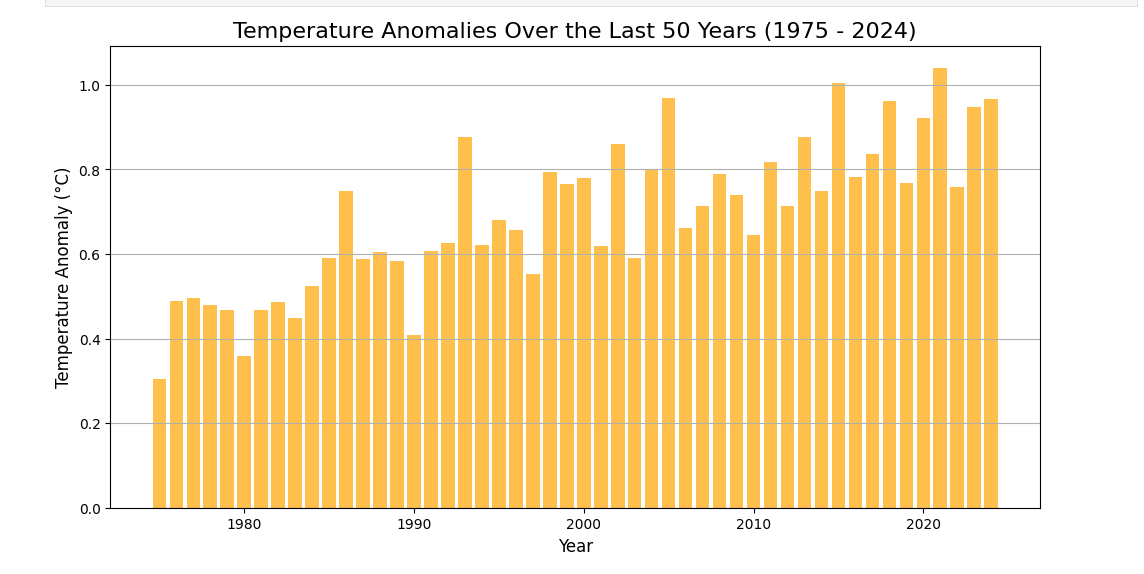 Temperature Anomalies Over the Last 50 Years (1975 - 2024)
Temperature Anomaly (°C)
1.0
0.8
0.6
0.4
0.2
0.0
1980 1990 2000 2010 2020
Year